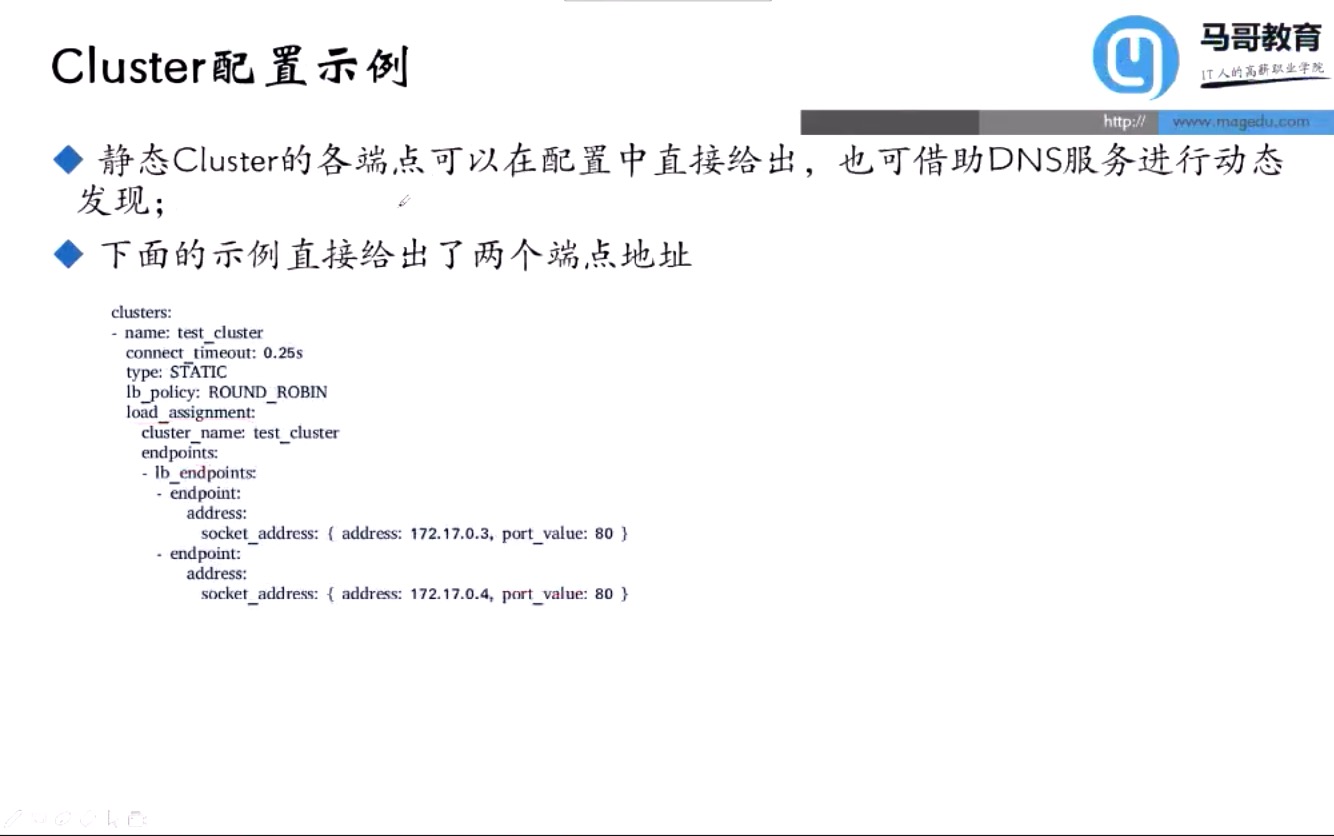 Cluster配置示例
马哥教育
IT人的高薪职业学院
http://
www.magedu.com
静态Cluster的各端点可以在配置中直接给出，也可借助DNS服务进行动态
发现；
下面的示例直接给出了两个端点地址
clusters:
- name: test_cluster
connect_timeout: 0.25s
type: STATIC
lb_policy: ROUND_ROBIN
load_assignment:
cluster_name: test_cluster
endpoints:
- lb_endpoints:
- endpoint:
address:
socket_address: { address: 172.17.0.3, port_value: 80 }
- endpoint:
address:
socket_address: { address: 172.17.0.4, port_value: 80 }